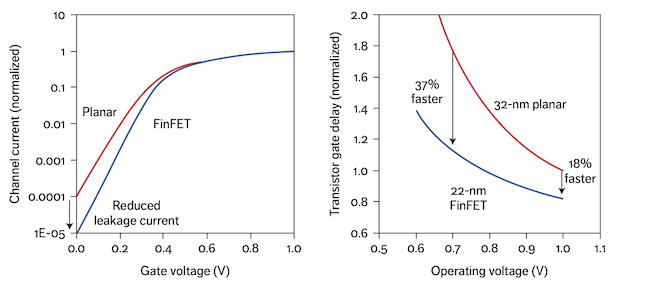 Channel current (normalized)
10
1
0.1
0.01
0.001
0.0001
1E-05
Planar
FinFET
Reduced
leakage current
0.0 0.2 0.4 0.6 0.8 1.0
Gate voltage (V)
Transistor gate delay (normalized)
2.0
1.8
1.6
1.4
1.2
1.0
0.8
0.6
37%
faster
32-nm planar
18%
faster
22-nm
FinFET
0.5 0.6 0.7 0.8 0.9 1.0 1.1
Operating voltage (V)